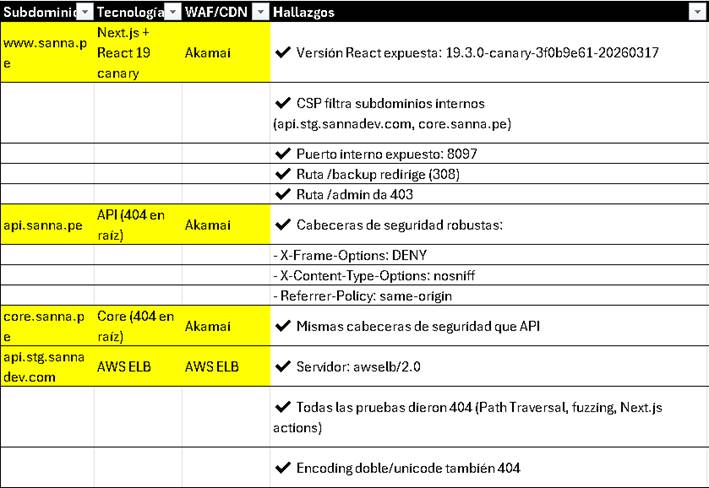 Subdominio Tecnología WAF/CDN Hallazgos
www.sanna.p
e
Next.js +
React 19
canary
Akamai
✔ Versión React expuesta: 19.3.0-canary-3f0b9e61-20260317
✔ CSP filtra subdominios internos
(api.stg.sannadev.com, core.sanna.pe)
✔ Puerto interno expuesto: 8097
✔ Ruta /backup redirige (308)
✔ Ruta /admin da 403
api.sanna.pe
API (404 en
raíz)
Akamai
✔ Cabeceras de seguridad robustas:
- X-Frame-Options: DENY
- X-Content-Type-Options: nosniff
- Referrer-Policy: same-origin
core.sanna.p
e
Core (404 en
raíz)
Akamai
✔ Mismas cabeceras de seguridad que API
api.stg.sanna
dev.com
AWS ELB
AWS ELB
✔ Servidor: awselb/2.0
✔ Todas las pruebas dieron 404 (Path Traversal, fuzzing, Next.js
actions)
✔ Encoding doble/unicode también 404